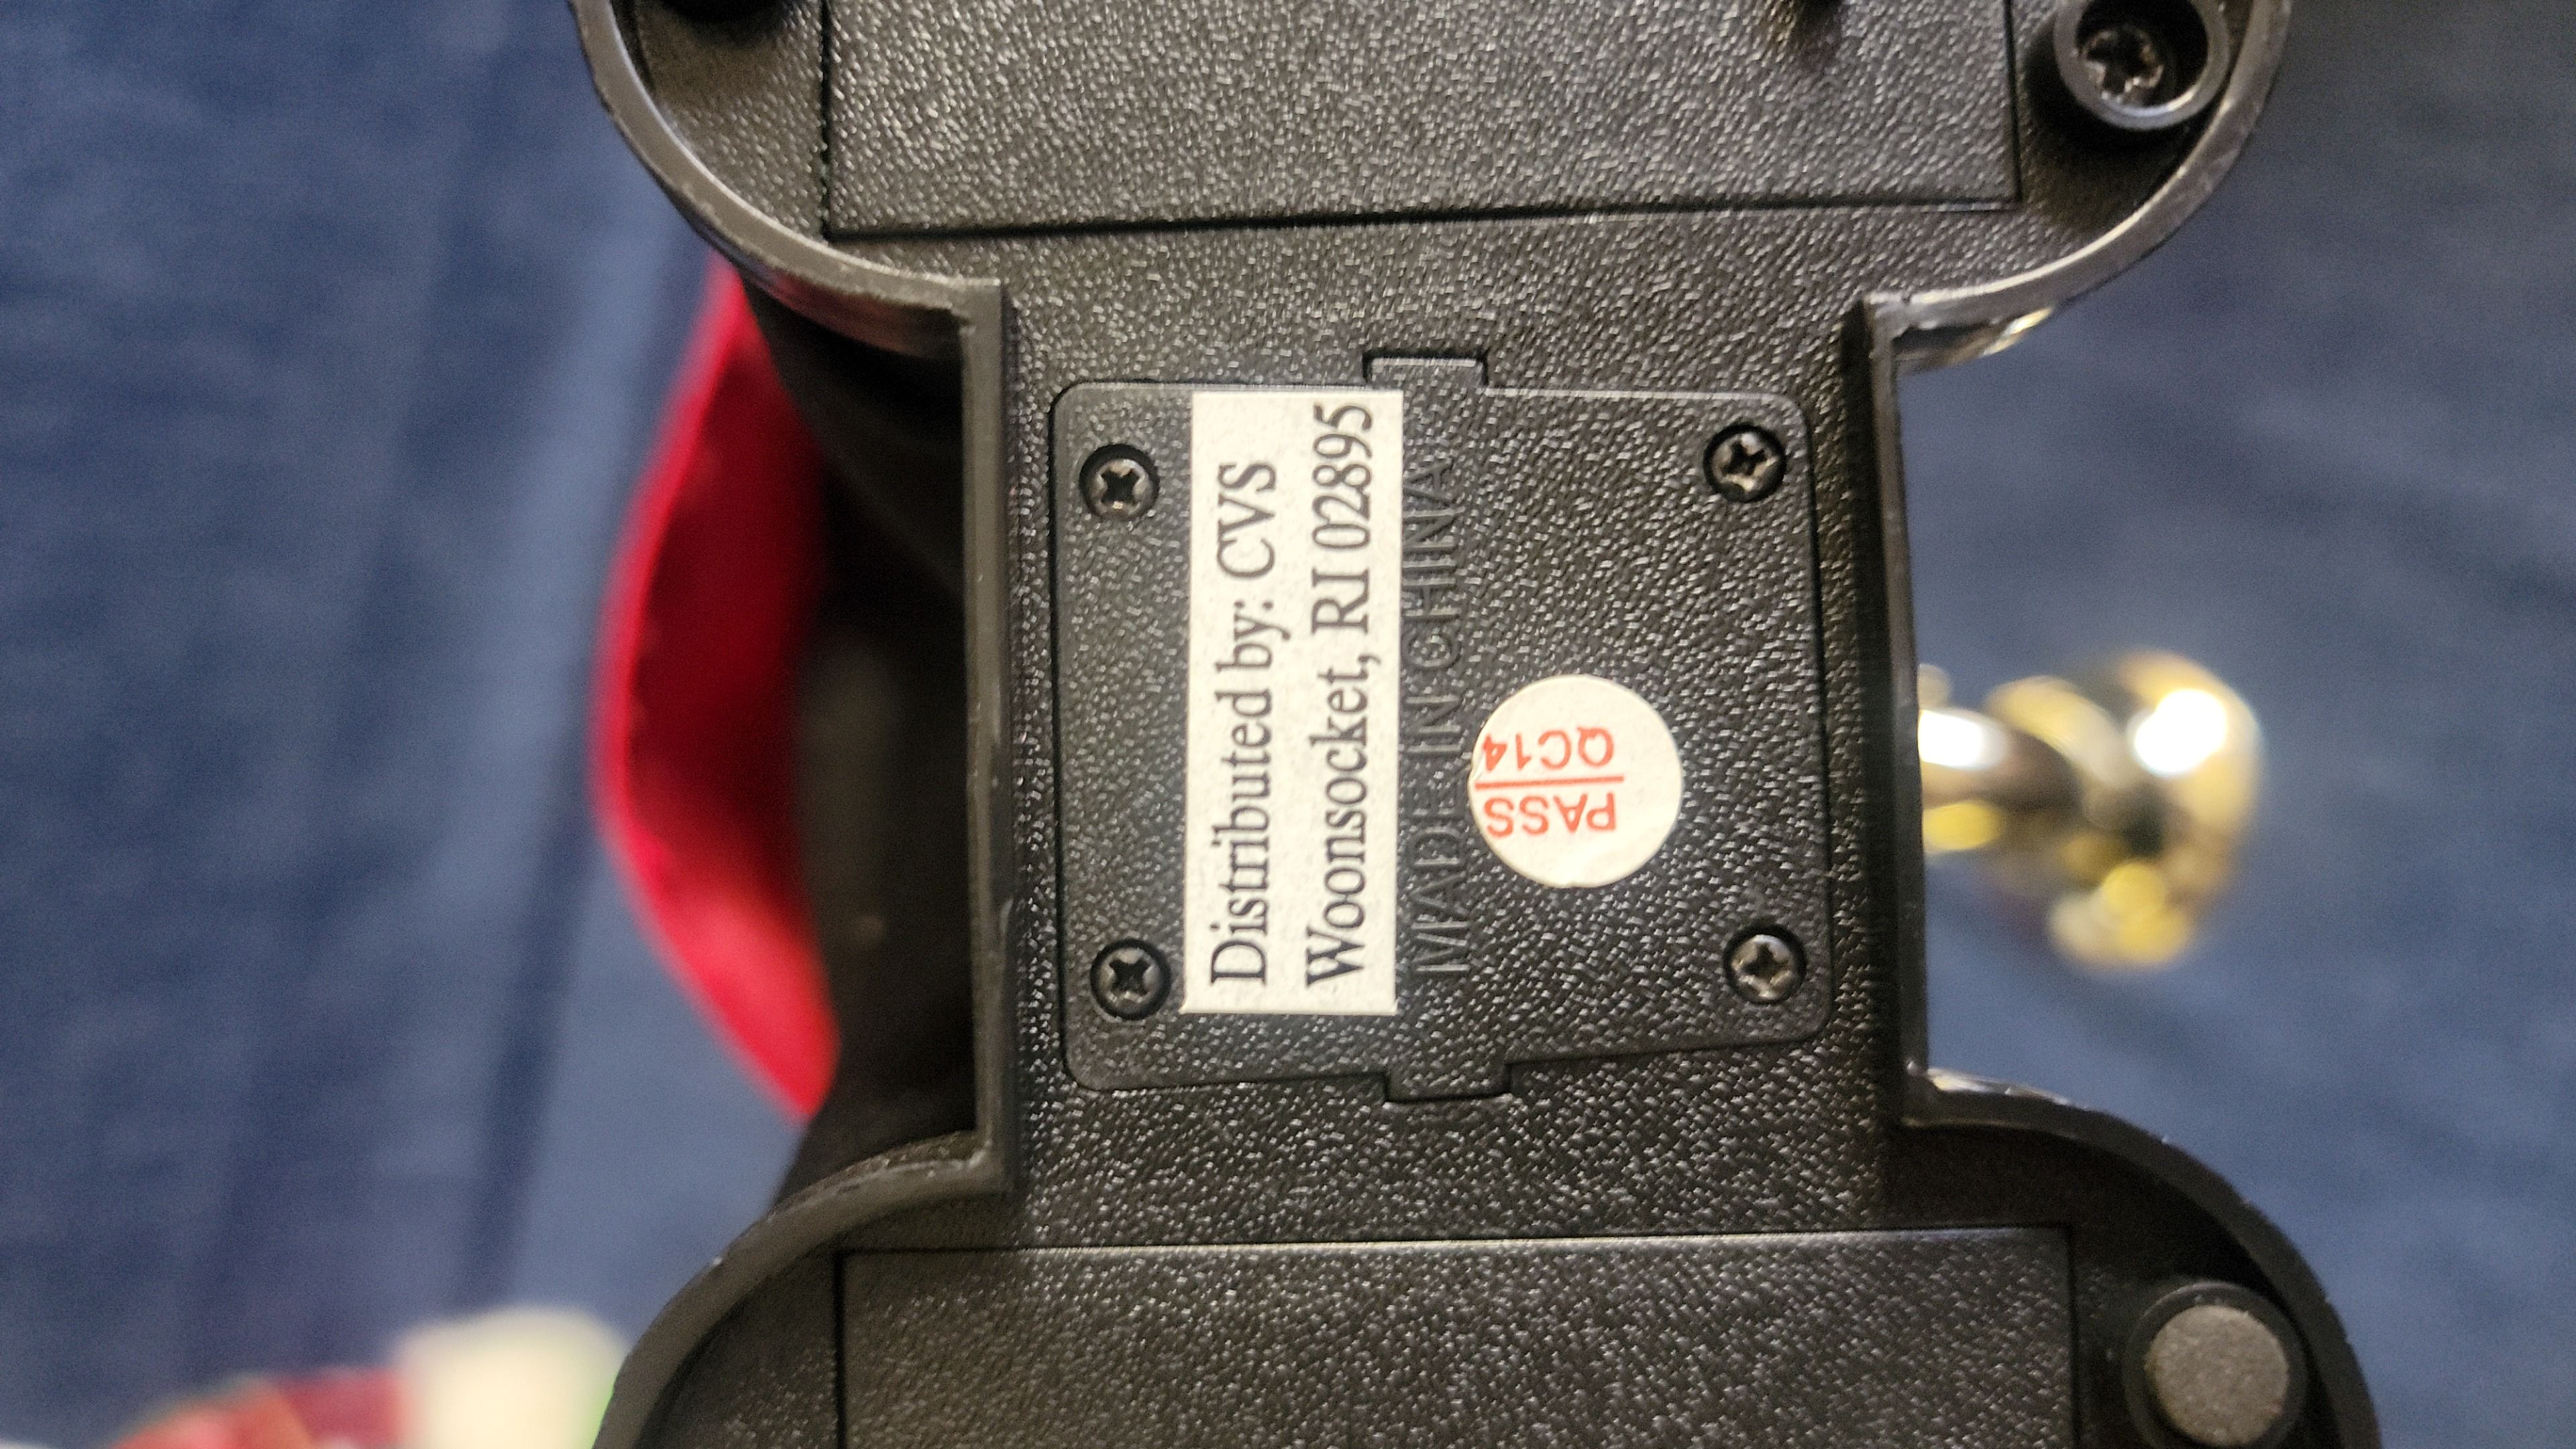 Distributed by: CVS
Woonsocket, RI 02895
MADE IN CHINA
PASS
QC14